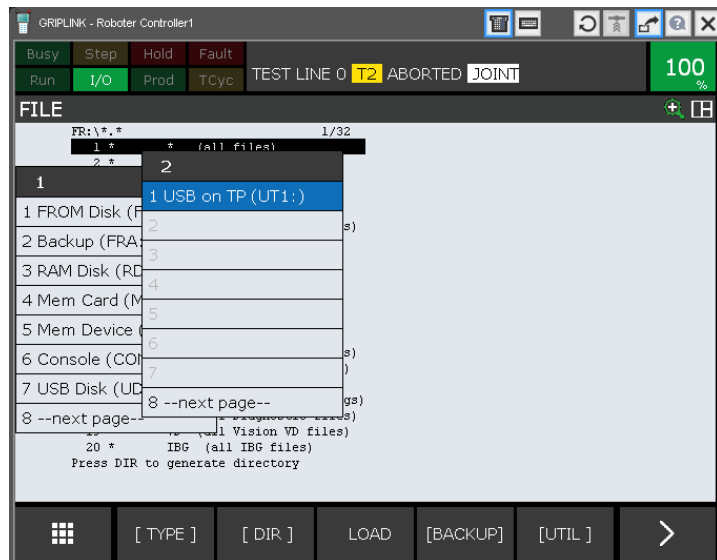 GRIPLINK - Roboter Controller1
Busy Step Hold Fault
Run I/O Prod TCyc
TEST LINE 0 T2 ABORTED JOINT
100
%
FILE
FR:\*.* 1/32
1 * * (all files)
2 *
1
1 FROM Disk (F
2 Backup (FRA:
3 RAM Disk (RD
4 Mem Card (M
5 Mem Device (
6 Console (CON
7 USB Disk (UD
8 --next page--
2
1 USB on TP (UT1:)
2
3
4
5
6
7
8 --next page--
s)
s)
)
gs)
s)
(all Vision VD files)
20 * IBG (all IBG files)
Press DIR to generate directory
[ TYPE ] [ DIR ] LOAD [BACKUP] [UTIL ] >